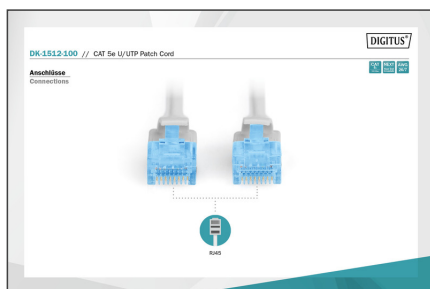 DIGITUS®
DK-1512-100 // CAT 5e U/UTP Patch Cord
Anschlüsse
Connections
RJ45